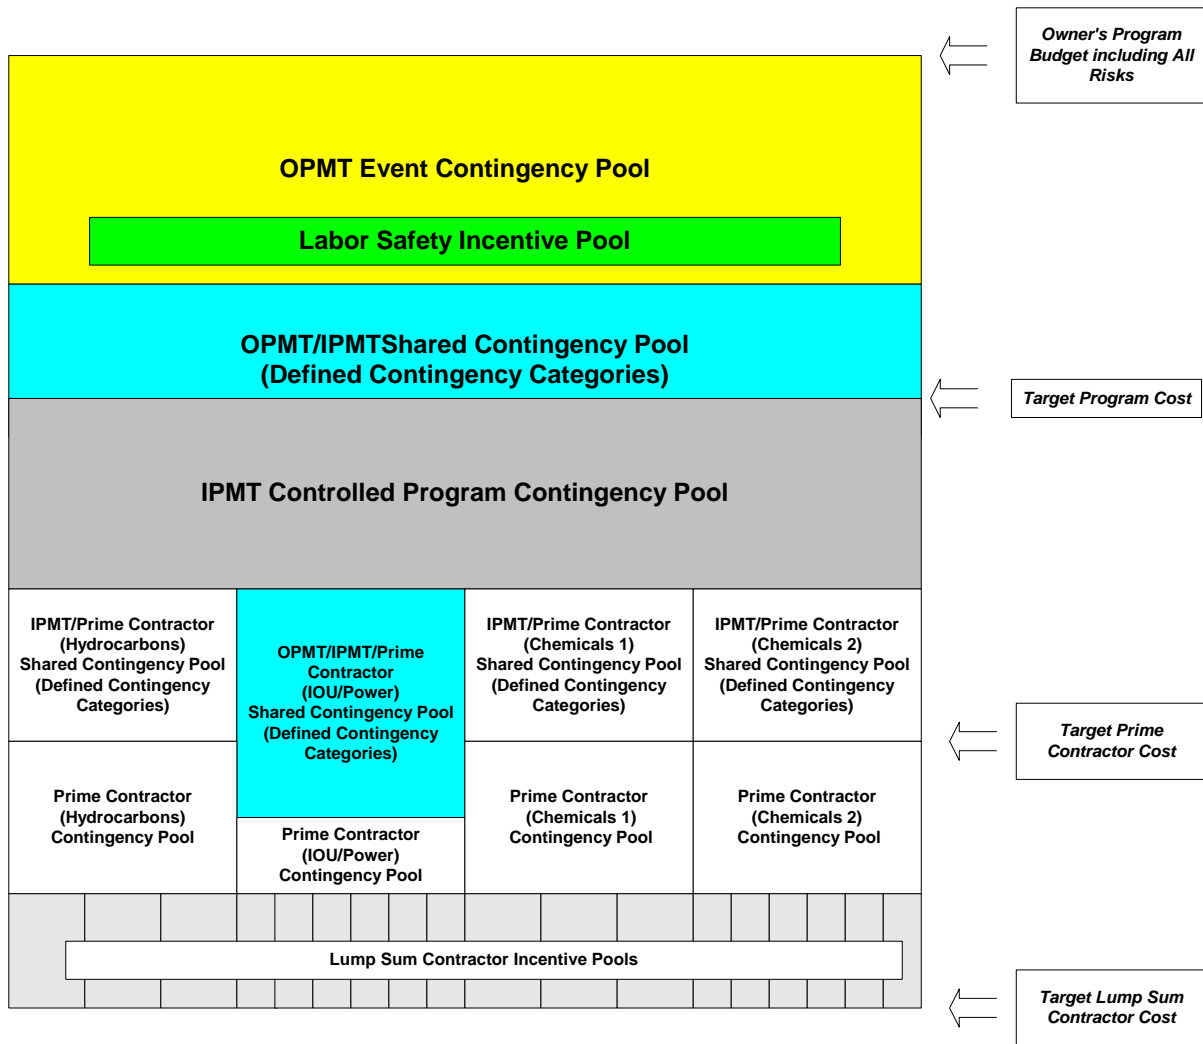 Owner's Program
Budget including All
Risks
OPMT Event Contingency Pool
Labor Safety Incentive Pool
OPMT/IPMTShared Contingency Pool
(Defined Contingency Categories)
Target Program Cost
IPMT Controlled Program Contingency Pool
IPMT/Prime Contractor
(Hydrocarbons)
Shared Contingency Pool
(Defined Contingency
Categories)
OPMT/IPMT/Prime
Contractor
(IOU/Power)
Shared Contingency Pool
(Defined Contingency
Categories)
IPMT/Prime Contractor
(Chemicals 1)
Shared Contingency Pool
(Defined Contingency
Categories)
IPMT/Prime Contractor
(Chemicals 2)
Shared Contingency Pool
(Defined Contingency
Categories)
Target Prime
Contractor Cost
Prime Contractor
(Hydrocarbons)
Contingency Pool
Prime Contractor
(IOU/Power)
Contingency Pool
Prime Contractor
(Chemicals 1)
Contingency Pool
Prime Contractor
(Chemicals 2)
Contingency Pool
Lump Sum Contractor Incentive Pools
Target Lump Sum
Contractor Cost